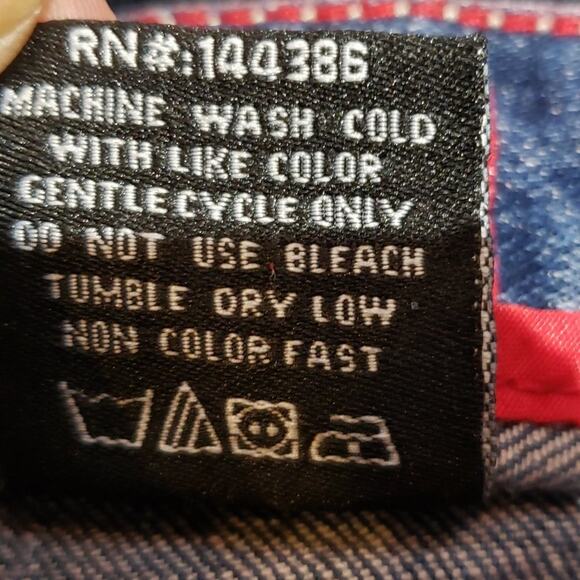 RN#:144386
MACHINE WASH COLD
WITH LIKE COLOR
GENTLE CYCLE ONLY
DO NOT USE BLEACH
TUMBLE DRY LOW
NON COLOR FAST